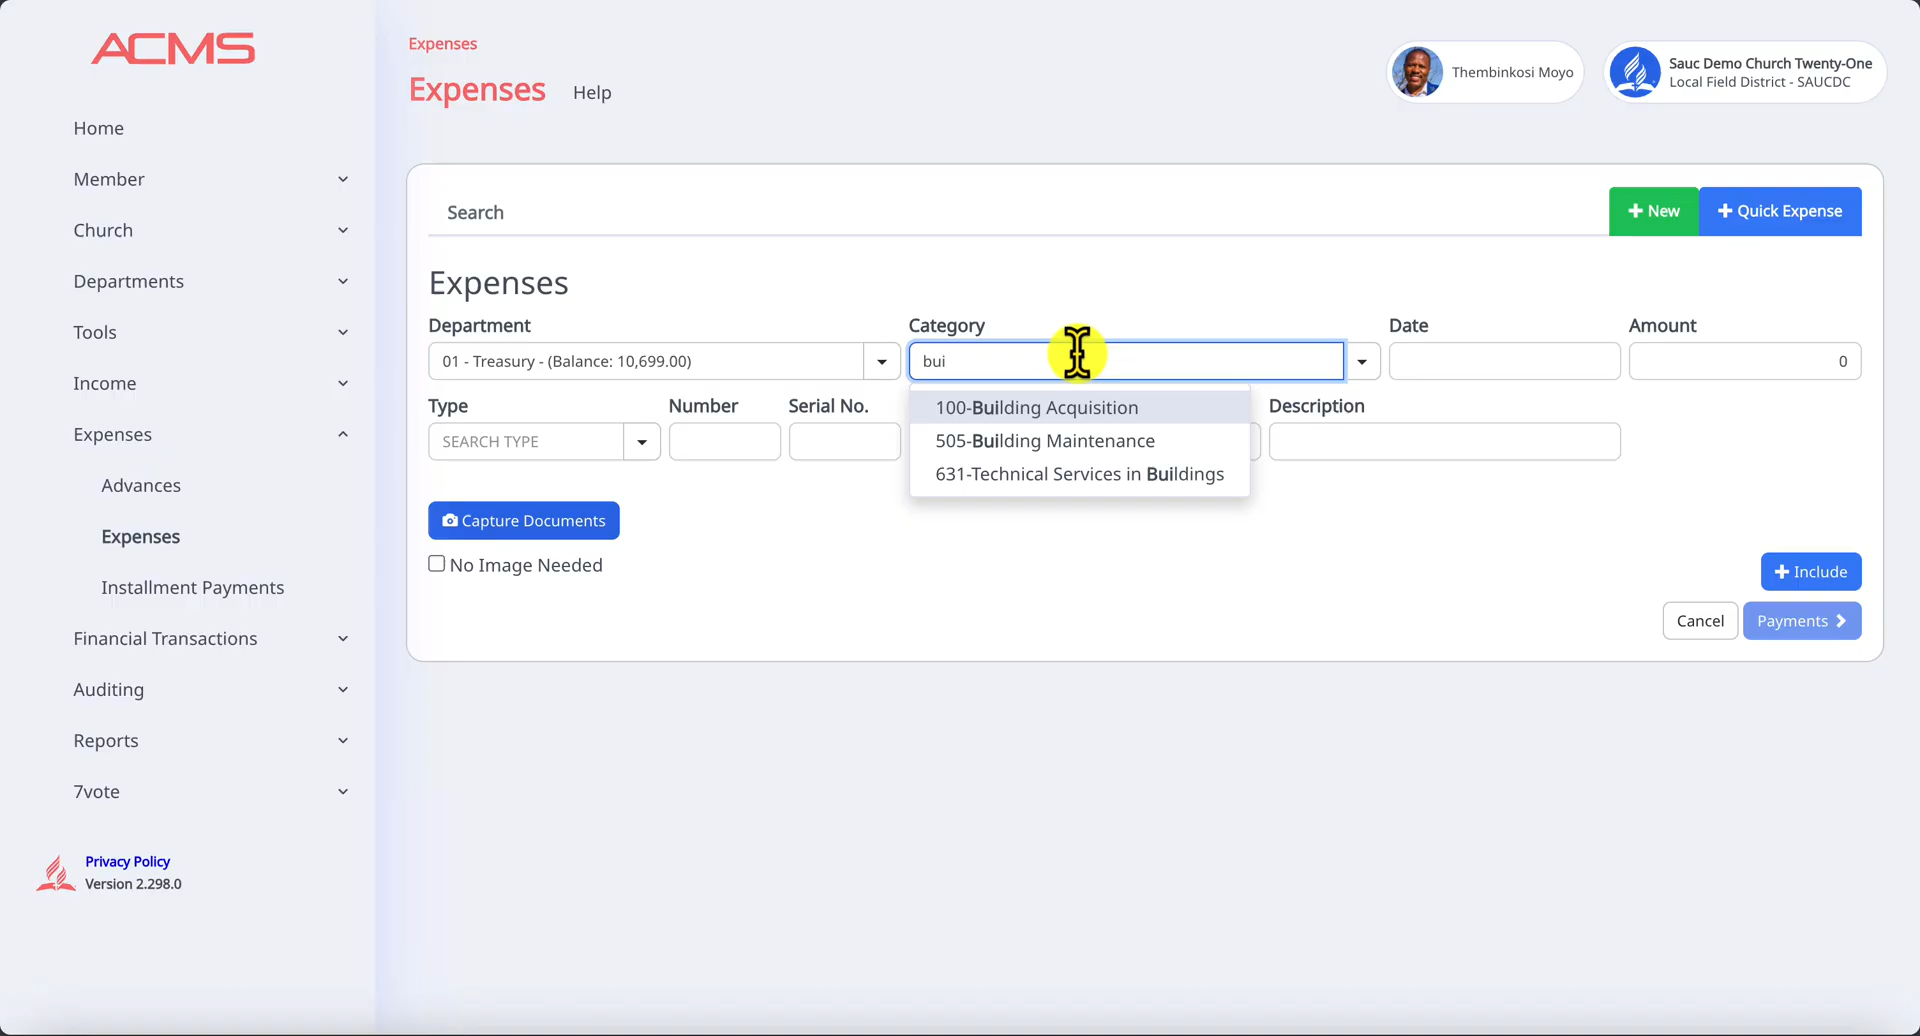 ACMS
Home
Member
Church
Departments
Tools
Income
Expenses
Advances
Expenses
Installment Payments
Financial Transactions
Auditing
Reports
7vote
Privacy Policy
Version 2.298.0
Expenses
Expenses Help
Thembinkosi Moyo
Sauc Demo Church Twenty-One
Local Field District - SAUCDC
Search
New
Quick Expense
Expenses
Department Category Date Amount
01 - Treasury - (Balance: 10,699.00) bui 0
100-Building Acquisition
505-Building Maintenance
631-Technical Services in Buildings
Type Number Serial No. Description
SEARCH TYPE
Capture Documents
No Image Needed
Include
Cancel Payments